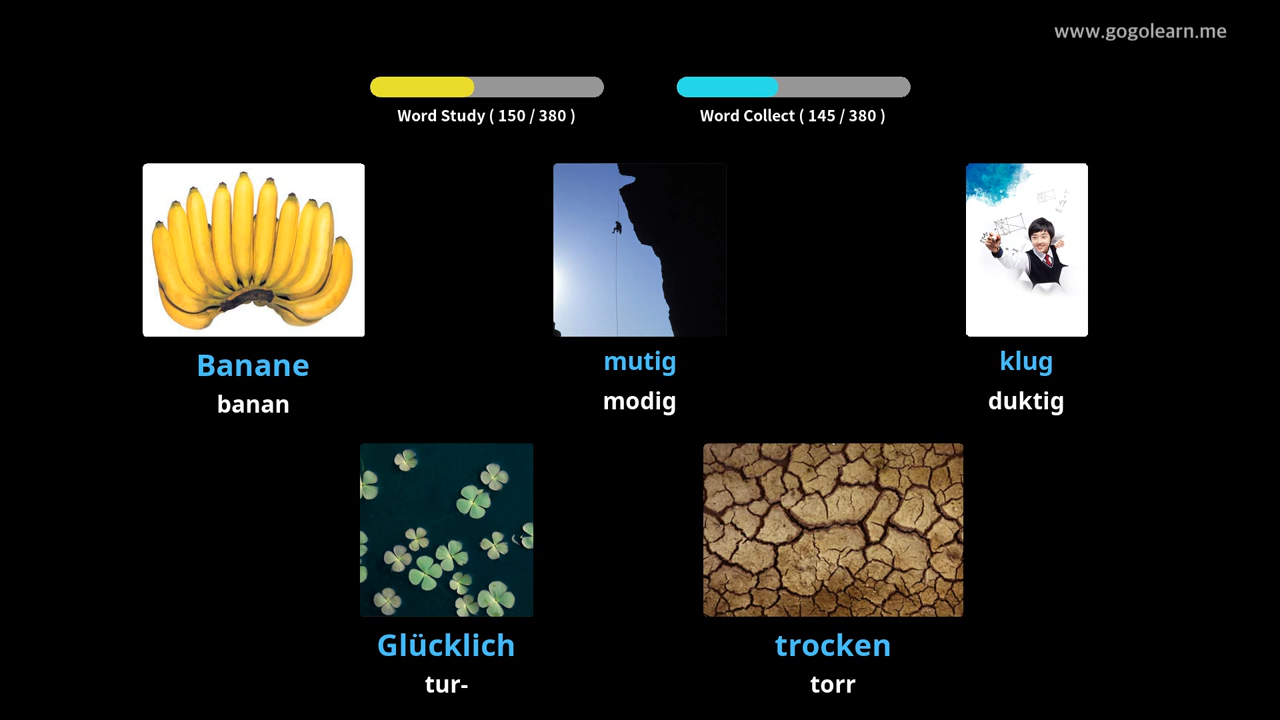 www.gogolearn.me
Word Study ( 150 / 380 )
Word Collect ( 145 / 380 )
Banane
banan
mutig
modig
klug
duktig
Glücklich
tur-
trocken
torr